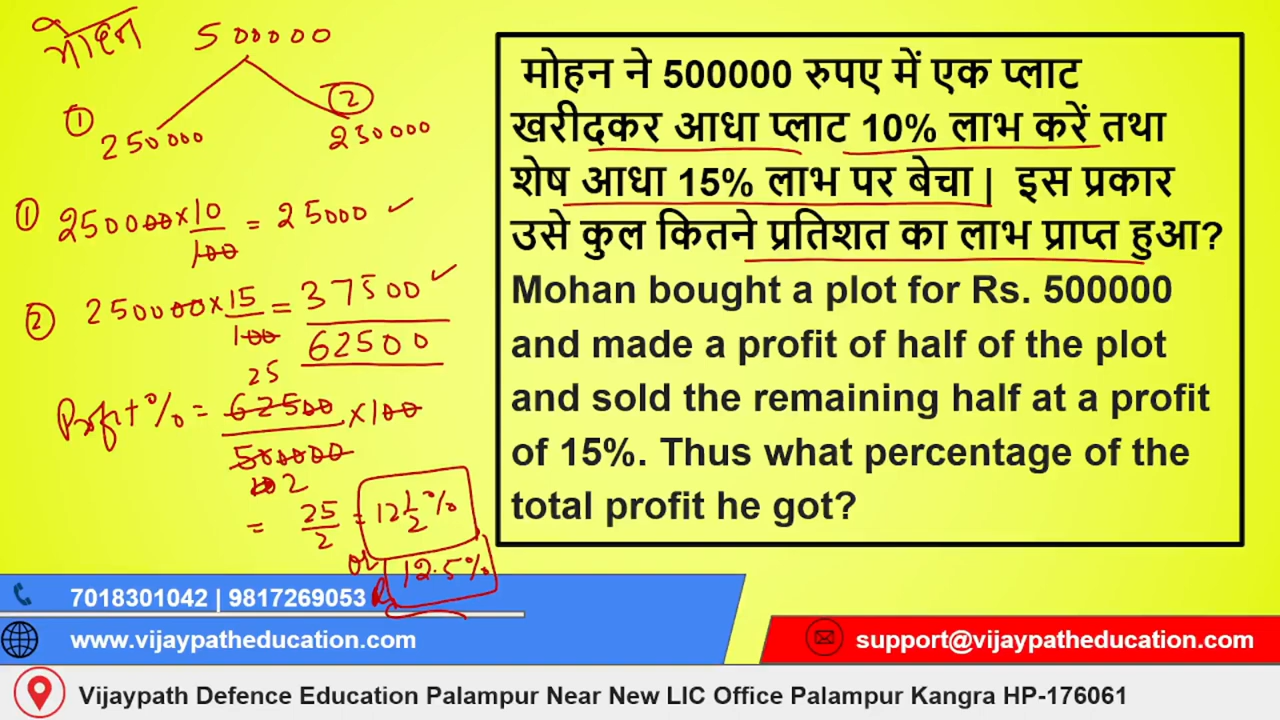 मोहन 500000
① 250000 ② 250000
① 250000 × 10/100 = 25000 ✓
② 250000 × 15/100 = 37500 ✓
62500
25
Profit % = 62500/500000 × 100
10 2
= 25/2 = 12 1/2 %
or 12.5%
मोहन ने 500000 रुपए में एक प्लाट
खरीदकर आधा प्लाट 10% लाभ करें तथा
शेष आधा 15% लाभ पर बेचा | इस प्रकार
उसे कुल कितने प्रतिशत का लाभ प्राप्त हुआ?
Mohan bought a plot for Rs. 500000
and made a profit of half of the plot
and sold the remaining half at a profit
of 15%. Thus what percentage of the
total profit he got?
7018301042 | 9817269053
www.vijaypatheducation.com
support@vijaypatheducation.com
Vijaypath Defence Education Palampur Near New LIC Office Palampur Kangra HP-176061